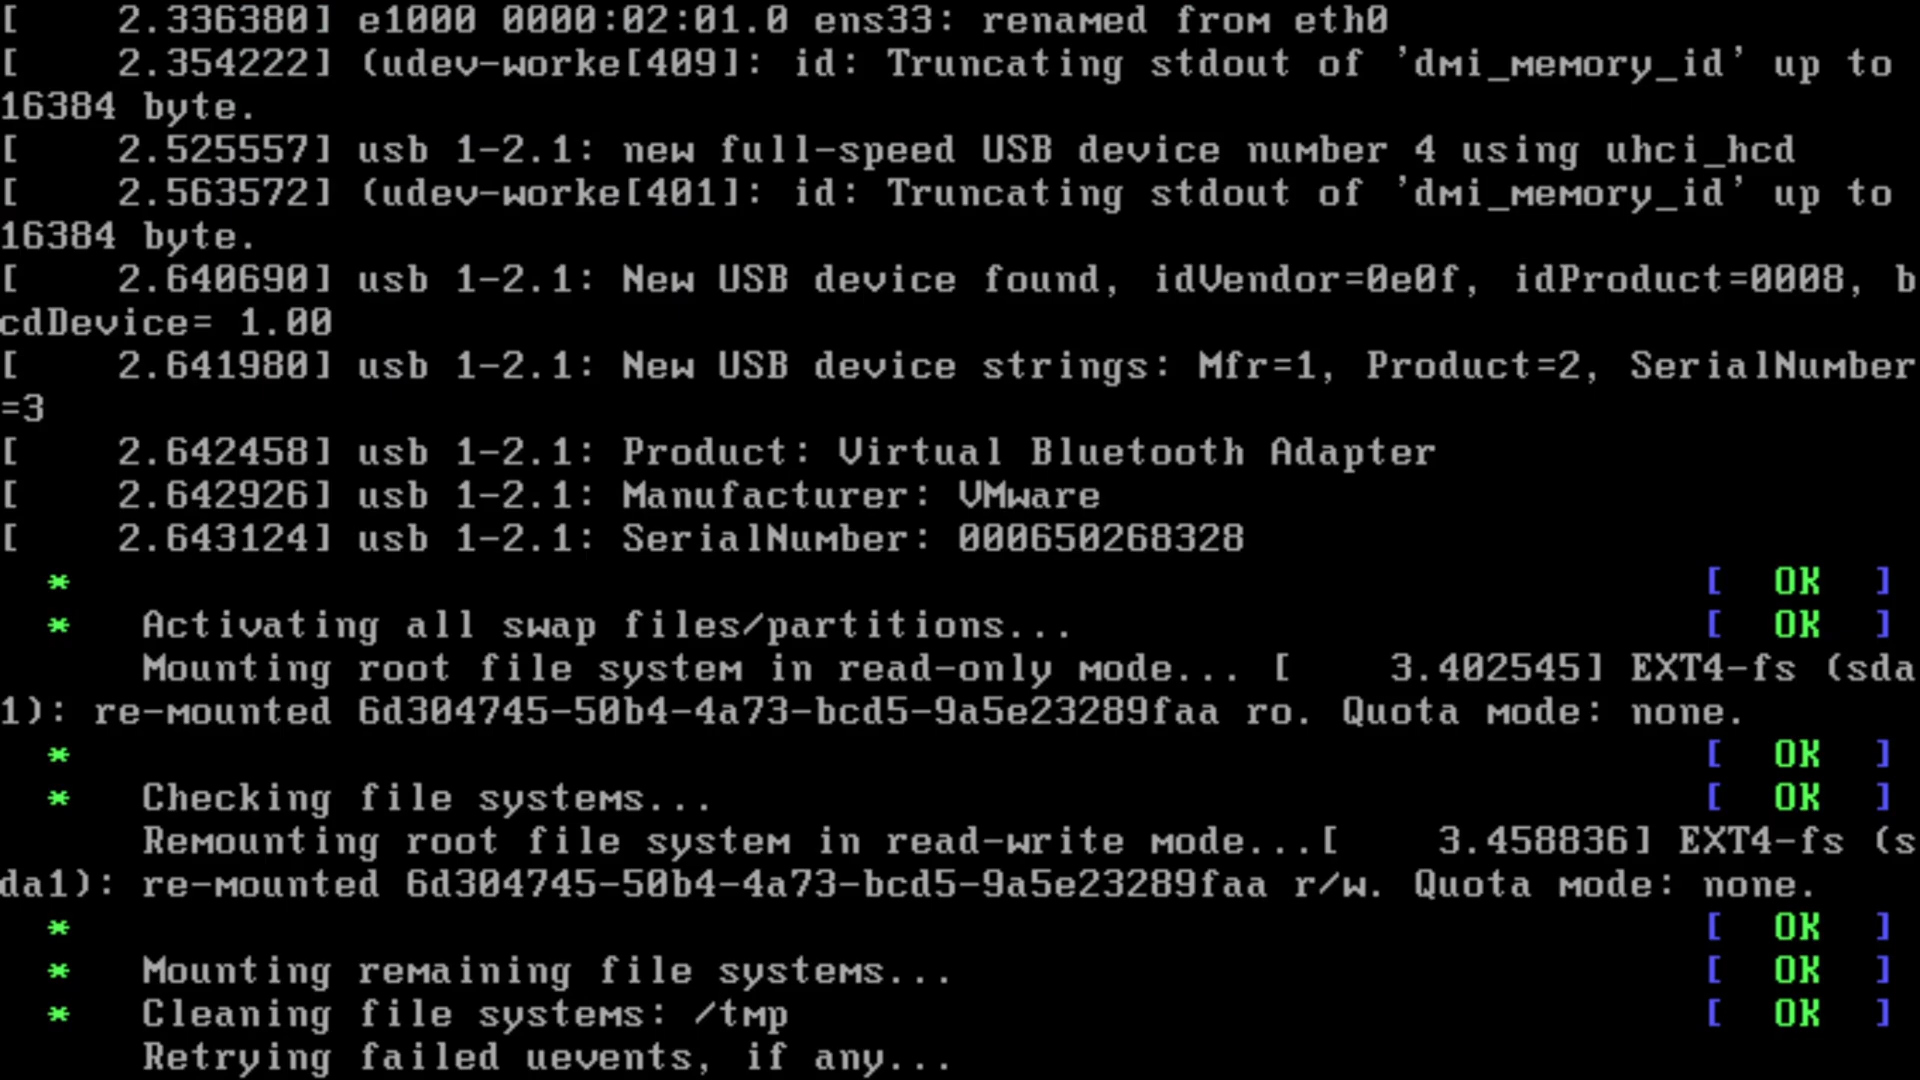 [    2.336380] e1000 0000:02:01.0 ens33: renamed from eth0
[    2.354222] (udev-worke[409]: id: Truncating stdout of 'dmi_memory_id' up to
16384 byte.
[    2.525557] usb 1-2.1: new full-speed USB device number 4 using uhci_hcd
[    2.563572] (udev-worke[401]: id: Truncating stdout of 'dmi_memory_id' up to
16384 byte.
[    2.640690] usb 1-2.1: New USB device found, idVendor=0e0f, idProduct=0008, b
cdDevice= 1.00
[    2.641980] usb 1-2.1: New USB device strings: Mfr=1, Product=2, SerialNumber
=3
[    2.642458] usb 1-2.1: Product: Virtual Bluetooth Adapter
[    2.642926] usb 1-2.1: Manufacturer: VMware
[    2.643124] usb 1-2.1: SerialNumber: 000650268328
  *                                                                    [  OK  ]
  *   Activating all swap files/partitions...                          [  OK  ]
      Mounting root file system in read-only mode... [    3.402545] EXT4-fs (sda
1): re-mounted 6d304745-50b4-4a73-bcd5-9a5e23289faa ro. Quota mode: none.
  *                                                                    [  OK  ]
  *   Checking file systems...                                         [  OK  ]
      Remounting root file system in read-write mode...[    3.458836] EXT4-fs (s
da1): re-mounted 6d304745-50b4-4a73-bcd5-9a5e23289faa r/w. Quota mode: none.
  *                                                                    [  OK  ]
  *   Mounting remaining file systems...                               [  OK  ]
  *   Cleaning file systems: /tmp                                      [  OK  ]
      Retrying failed uevents, if any...